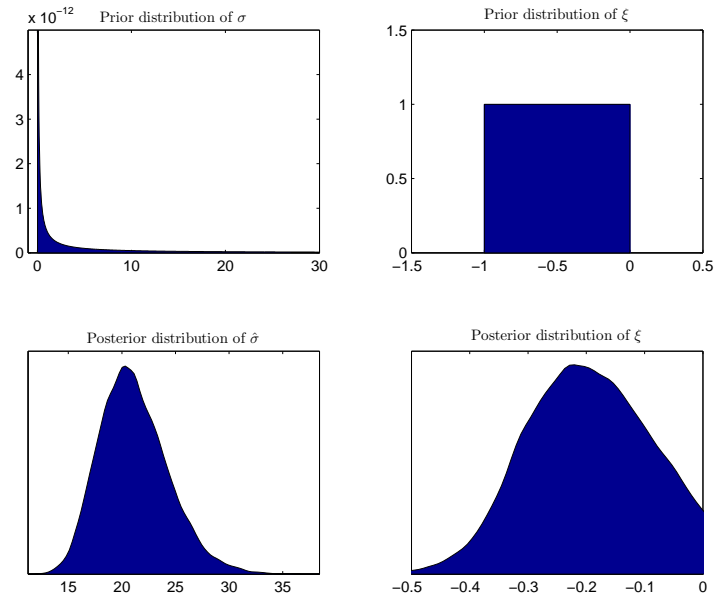 x 10⁻¹²
Prior distribution of σ
4
3
2
1
0
0 10 20 30
Prior distribution of ξ
1.5
1
0.5
0
−1.5 −1 −0.5 0 0.5
Posterior distribution of σ̂
15 20 25 30 35
Posterior distribution of ξ
−0.5 −0.4 −0.3 −0.2 −0.1 0